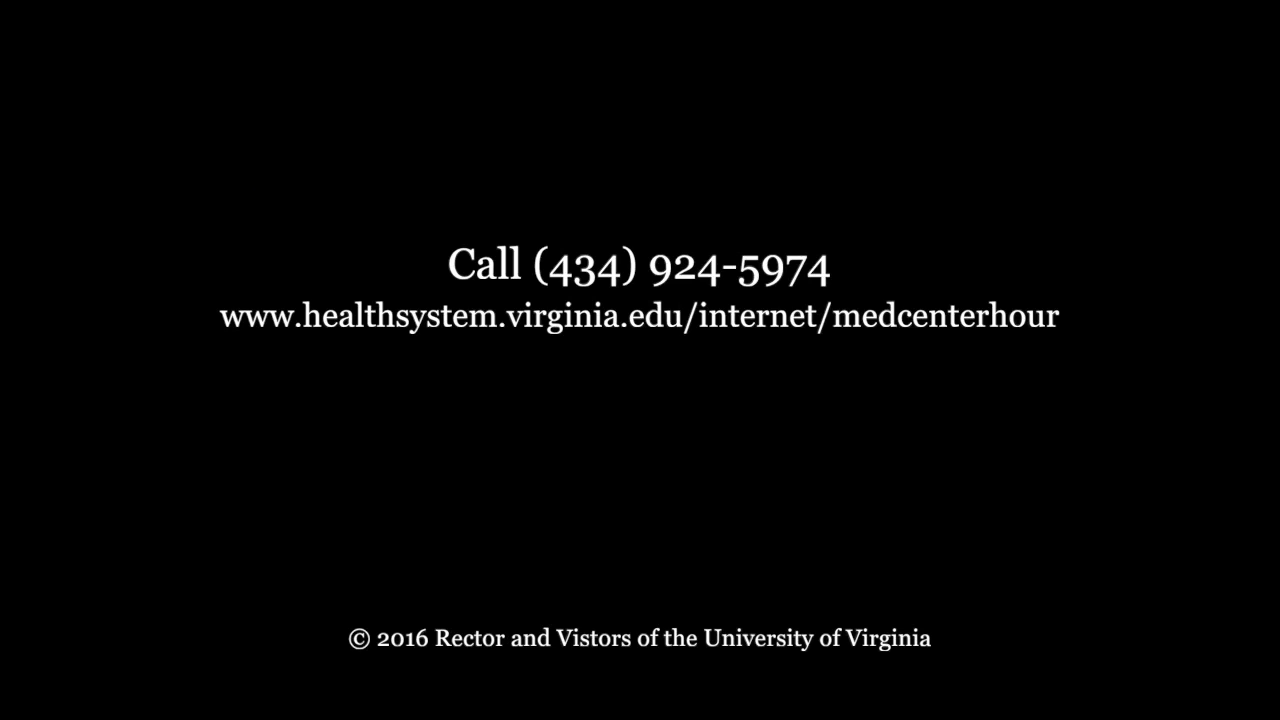 Call (434) 924-5974
www.healthsystem.virginia.edu/internet/medcenterhour
© 2016 Rector and Vistors of the University of Virginia